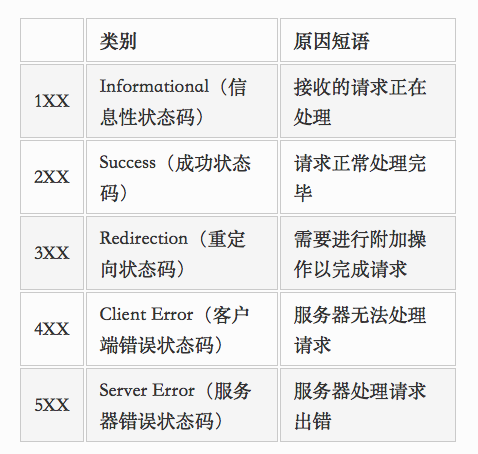 类别 原因短语
1XX Informational（信息性状态码） 接收的请求正在处理
2XX Success（成功状态码） 请求正常处理完毕
3XX Redirection（重定向状态码） 需要进行附加操作以完成请求
4XX Client Error（客户端错误状态码） 服务器无法处理请求
5XX Server Error（服务器错误状态码） 服务器处理请求出错